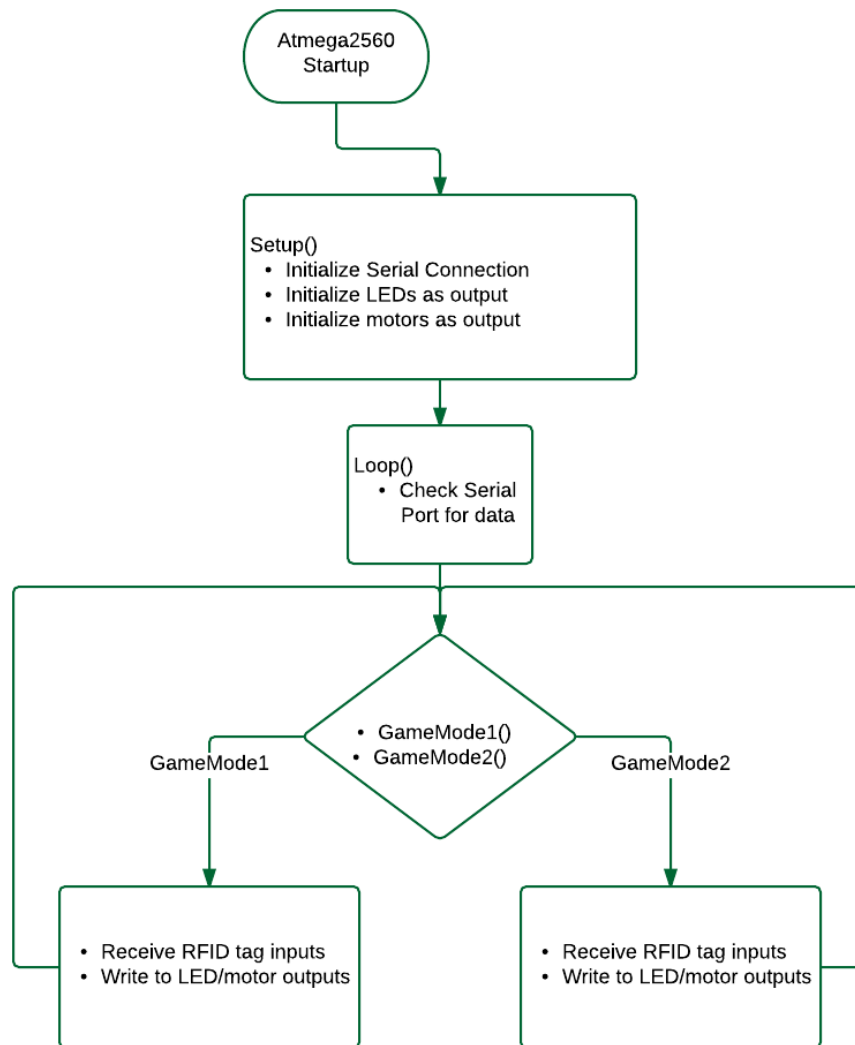 Atmega2560
Startup
Setup()
• Initialize Serial Connection
• Initialize LEDs as output
• Initialize motors as output
Loop()
• Check Serial
Port for data
• GameMode1()
• GameMode2()
GameMode1
GameMode2
• Receive RFID tag inputs
• Write to LED/motor outputs
• Receive RFID tag inputs
• Write to LED/motor outputs